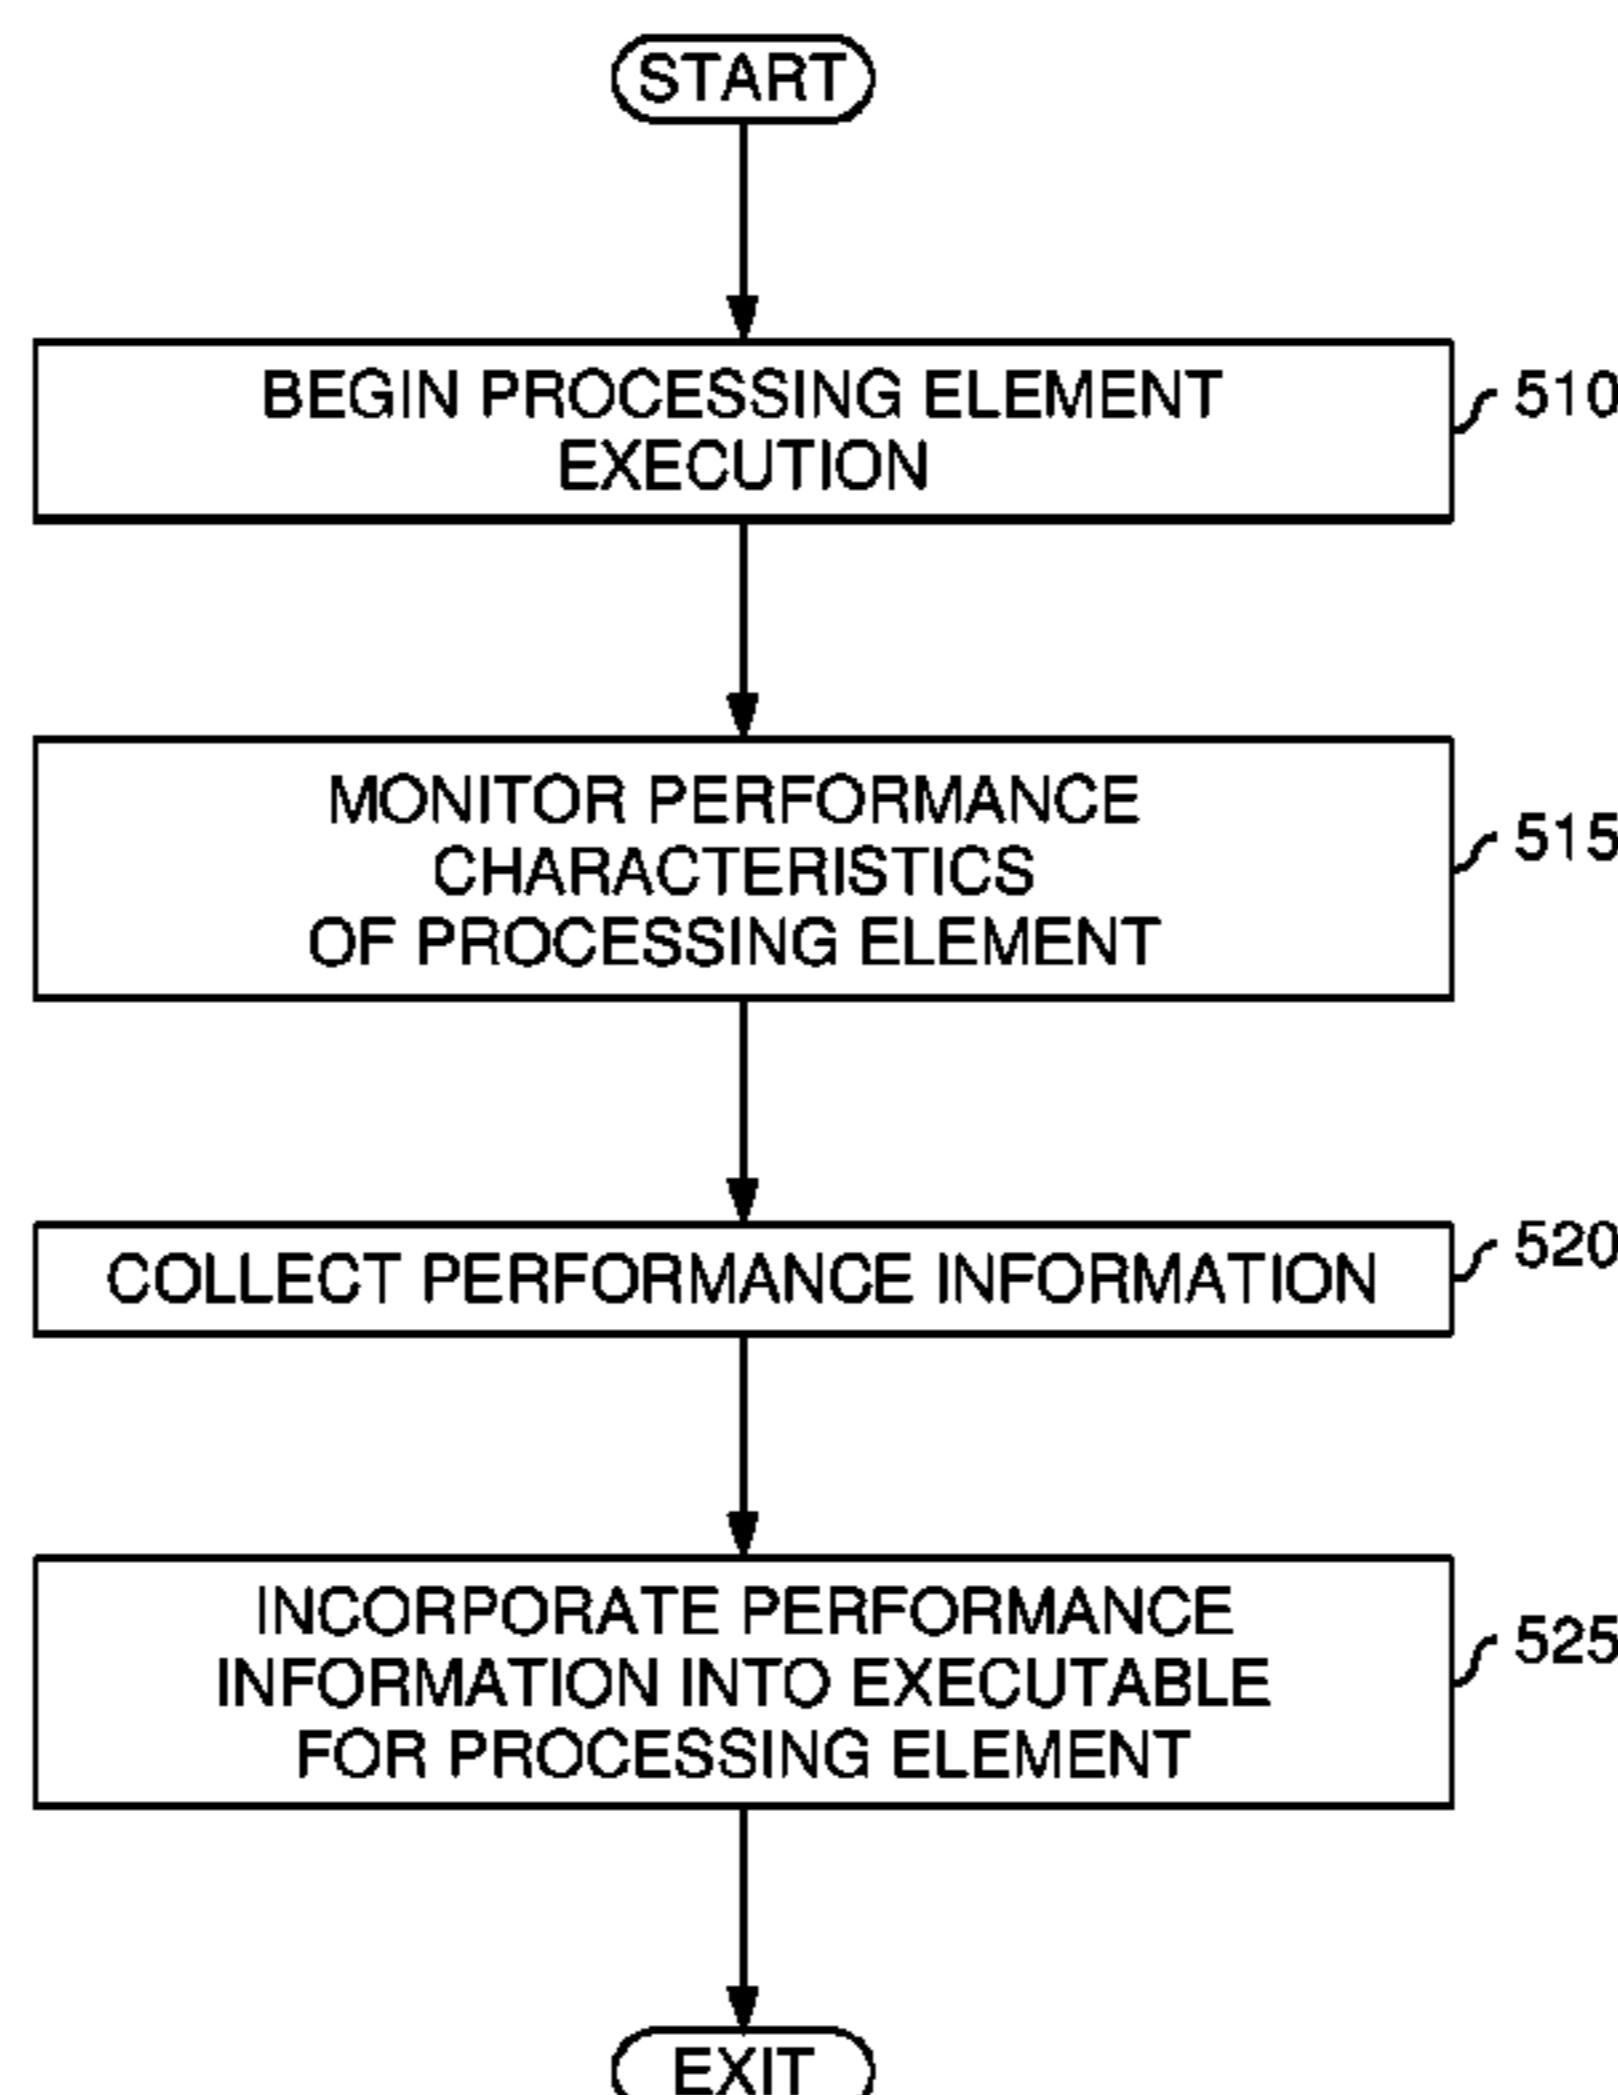 START
BEGIN PROCESSING ELEMENT
EXECUTION
510
MONITOR PERFORMANCE
CHARACTERISTICS
OF PROCESSING ELEMENT
515
COLLECT PERFORMANCE INFORMATION
520
INCORPORATE PERFORMANCE
INFORMATION INTO EXECUTABLE
FOR PROCESSING ELEMENT
525
EXIT